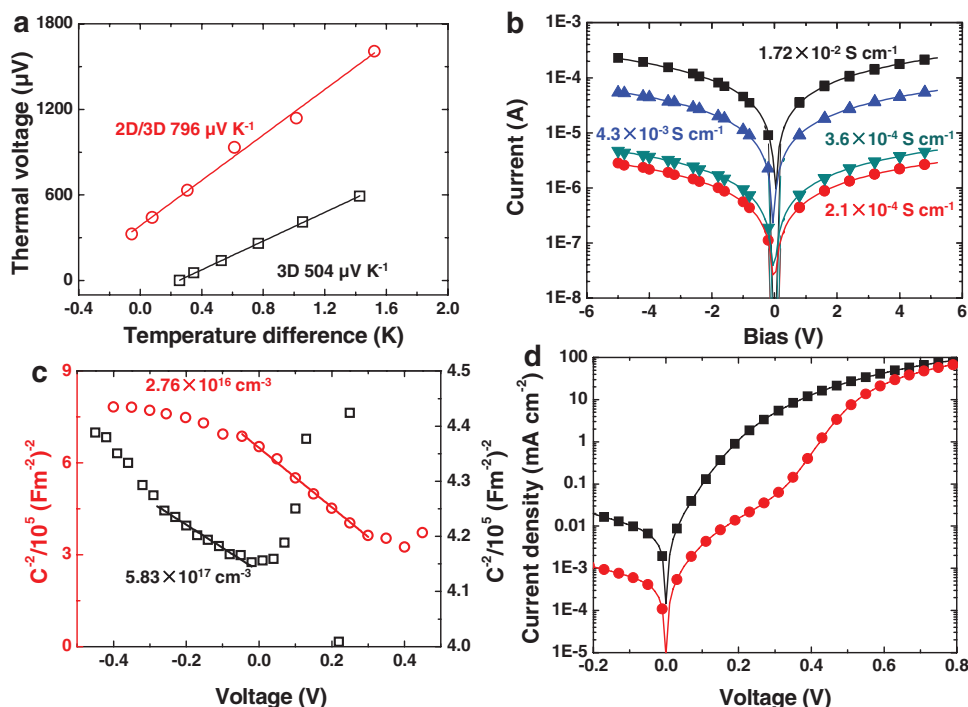 a
Thermal voltage (µV)
1800
1200
600
0
2D/3D 796 µV K⁻¹
3D 504 µV K⁻¹
-0.4 0.0 0.4 0.8 1.2 1.6 2.0
Temperature difference (K)
b
Current (A)
1E-3
1E-4
1E-5
1E-6
1E-7
1E-8
1.72×10⁻² S cm⁻¹
4.3×10⁻³ S cm⁻¹
3.6×10⁻⁴ S cm⁻¹
2.1×10⁻⁴ S cm⁻¹
-6 -4 -2 0 2 4 6
Bias (V)
c
C⁻²/10⁵ (Fm⁻²)⁻²
9
6
3
0
2.76×10¹⁶ cm⁻³
5.83×10¹⁷ cm⁻³
4.5
4.4
4.3
4.2
4.1
4.0
C⁻²/10⁵ (Fm⁻²)⁻²
-0.4 -0.2 0.0 0.2 0.4
Voltage (V)
d
Current density (mA cm⁻²)
100
10
1
0.1
0.01
1E-3
1E-4
1E-5
-0.2 0.0 0.2 0.4 0.6 0.8
Voltage (V)